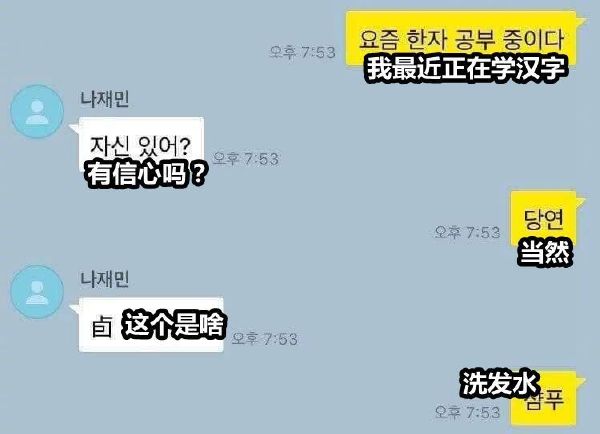 요즘 한자 공부 중이다
오후 7:53
我最近正在学汉字
나재민
자신 있어?
오후 7:53
有信心吗？
당연
오후 7:53
当然
나재민
卣 这个是啥
오후 7:53
洗发水
샴푸
오후 7:53